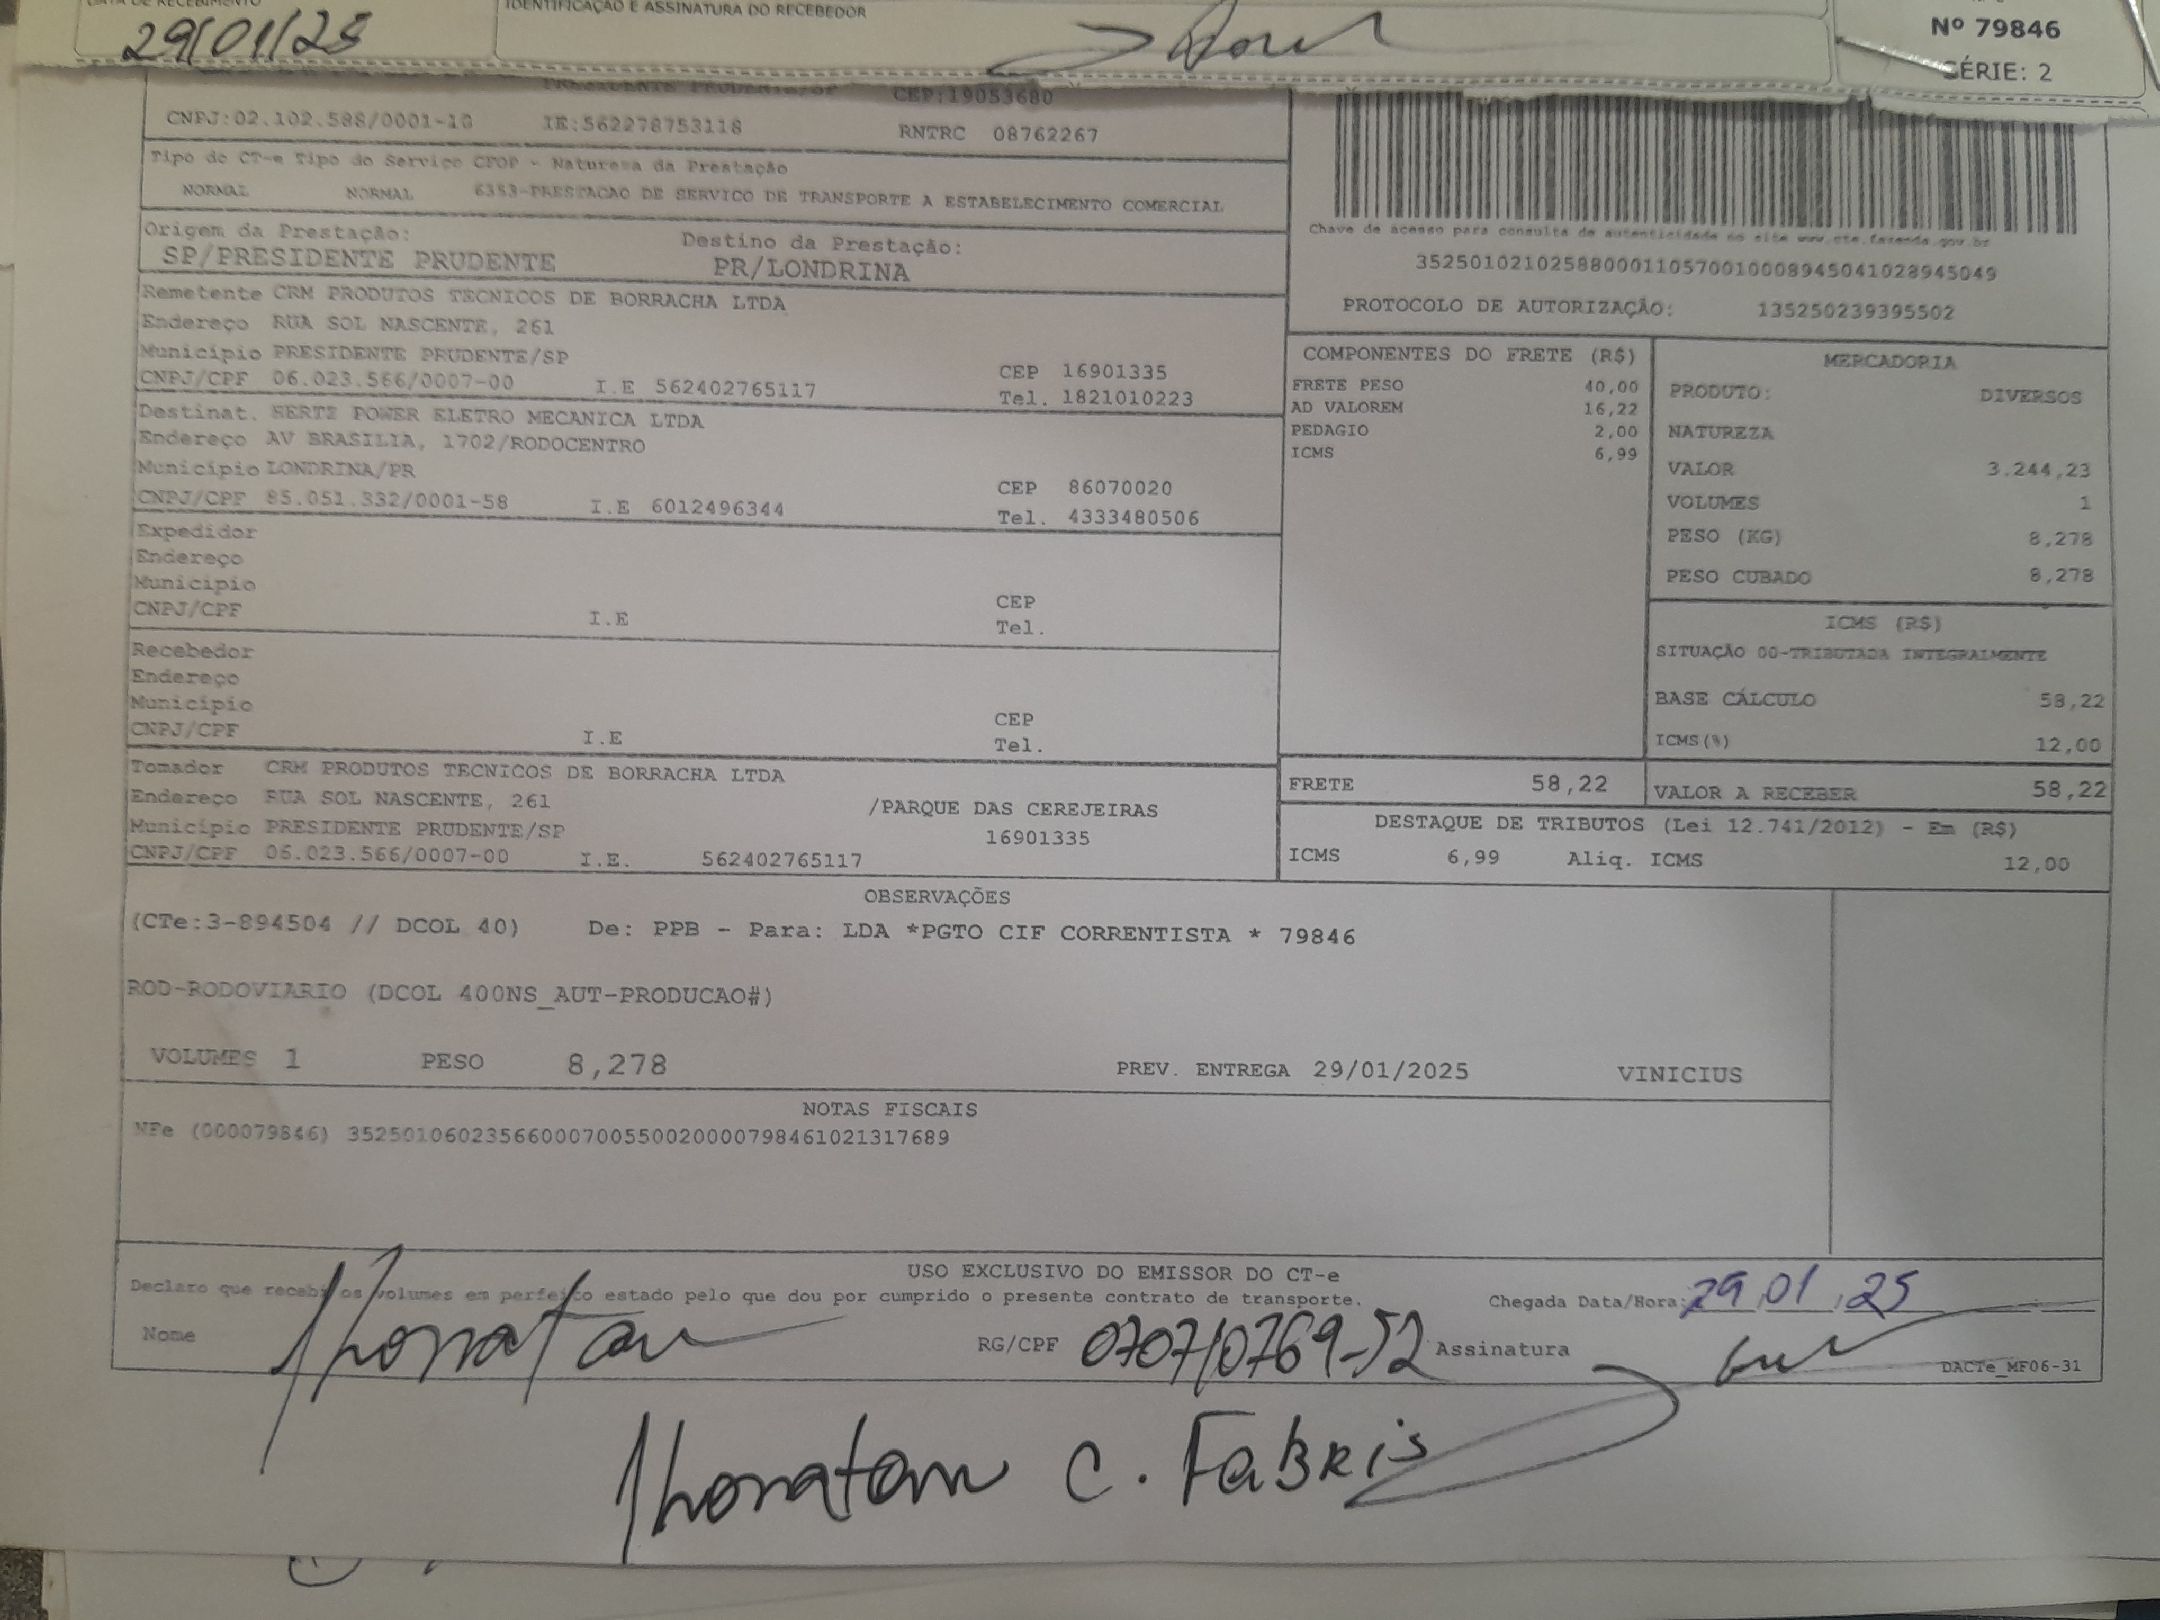 DATA DE RECEBIMENTO
IDENTIFICAÇÃO E ASSINATURA DO RECEBEDOR
29/01/25
Nº 79846
SÉRIE: 2
PRESIDENTE PRUDENTE/SP CEP:19053680
CNPJ:02.102.588/0001-10 IE:562278753118 RNTRC 08762267
Tipo do CT-e Tipo do Serviço CFOP - Natureza da Prestação
NORMAL NORMAL 6353-PRESTACAO DE SERVICO DE TRANSPORTE A ESTABELECIMENTO COMERCIAL
Origem da Prestação: Destino da Prestação:
SP/PRESIDENTE PRUDENTE PR/LONDRINA
Chave de acesso para consulta de autenticidade no site www.cte.fazenda.gov.br
35250102102588000110570010008945041028945049
PROTOCOLO DE AUTORIZAÇÃO: 135250239395502
Remetente CRM PRODUTOS TECNICOS DE BORRACHA LTDA
Endereço RUA SOL NASCENTE, 261
Município PRESIDENTE PRUDENTE/SP CEP 16901335
CNPJ/CPF 06.023.566/0007-00 I.E 562402765117 Tel. 1821010223
Destinat. HERTZ POWER ELETRO MECANICA LTDA
Endereço AV BRASILIA, 1702/RODOCENTRO
Município LONDRINA/PR CEP 86070020
CNPJ/CPF 85.051.332/0001-58 I.E 6012496344 Tel. 4333480506
Expedidor
Endereço
Município
CNPJ/CPF I.E CEP
Tel.
Recebedor
Endereço
Município
CNPJ/CPF I.E CEP
Tel.
Tomador CRM PRODUTOS TECNICOS DE BORRACHA LTDA
Endereço RUA SOL NASCENTE, 261 /PARQUE DAS CEREJEIRAS
Município PRESIDENTE PRUDENTE/SP 16901335
CNPJ/CPF 06.023.566/0007-00 I.E. 562402765117
COMPONENTES DO FRETE (R$)
FRETE PESO 40,00
AD VALOREM 16,22
PEDAGIO 2,00
ICMS 6,99
MERCADORIA
PRODUTO: DIVERSOS
NATUREZA
VALOR 3.244,23
VOLUMES 1
PESO (KG) 8,278
PESO CUBADO 8,278
ICMS (R$)
SITUAÇÃO 00-TRIBUTADA INTEGRALMENTE
BASE CÁLCULO 58,22
ICMS(%) 12,00
FRETE 58,22 VALOR A RECEBER 58,22
DESTAQUE DE TRIBUTOS (Lei 12.741/2012) - Em (R$)
ICMS 6,99 Aliq. ICMS 12,00
OBSERVAÇÕES
(CTe:3-894504 // DCOL 40) De: PPB - Para: LDA *PGTO CIF CORRENTISTA * 79846
ROD-RODOVIARIO (DCOL 400NS_AUT-PRODUCAO#)
VOLUMES 1 PESO 8,278 PREV. ENTREGA 29/01/2025 VINICIUS
NOTAS FISCAIS
NFe (000079846) 35250106023566000700550020000798461021317689
USO EXCLUSIVO DO EMISSOR DO CT-e
Declaro que recebi os volumes em perfeito estado pelo que dou por cumprido o presente contrato de transporte. Chegada Data/Hora: 29 01 25
Nome Jhonatan RG/CPF 070710769-52 Assinatura
DACTe_MF06-31
Jhonatan C. Fabris